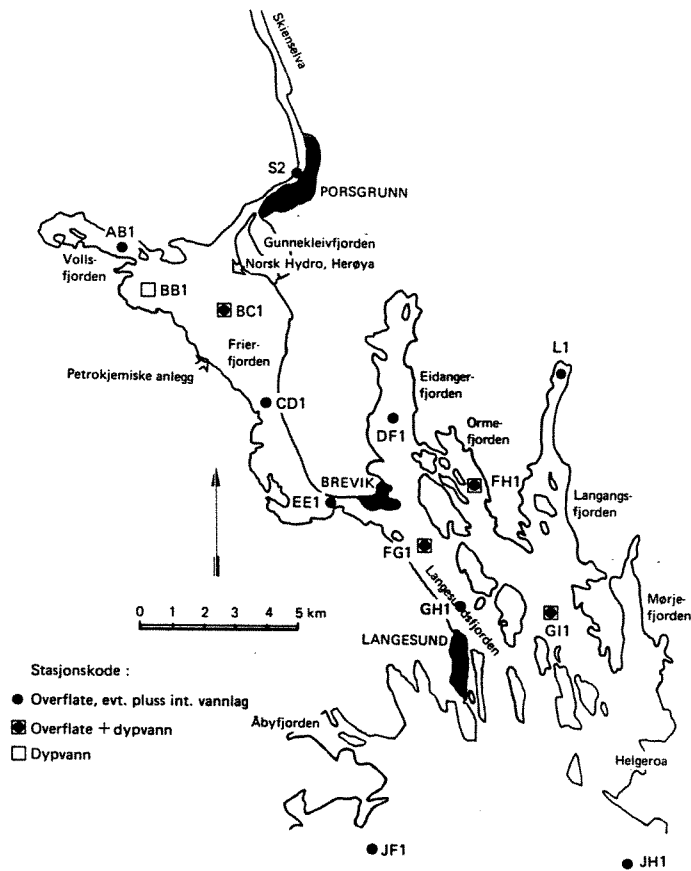 Skienselva
S2
PORSGRUNN
AB1
Gunnekleivfjorden
Volls-
fjorden
Norsk Hydro, Herøya
BB1
BC1
Frier-
fjorden
L1
Petrokjemiske anlegg
Eidanger-
fjorden
CD1
DF1
Orme-
fjorden
BREVIK
FH1
EE1
Langangs-
fjorden
FG1
Langesundsfjorden
GH1
GI1
Mørje-
fjorden
0 1 2 3 4 5 km
LANGESUND
Stasjonskode :
Overflate, evt. pluss int. vannlag
Overflate + dypvann
Dypvann
Åbyfjorden
Helgeroa
JF1
JH1